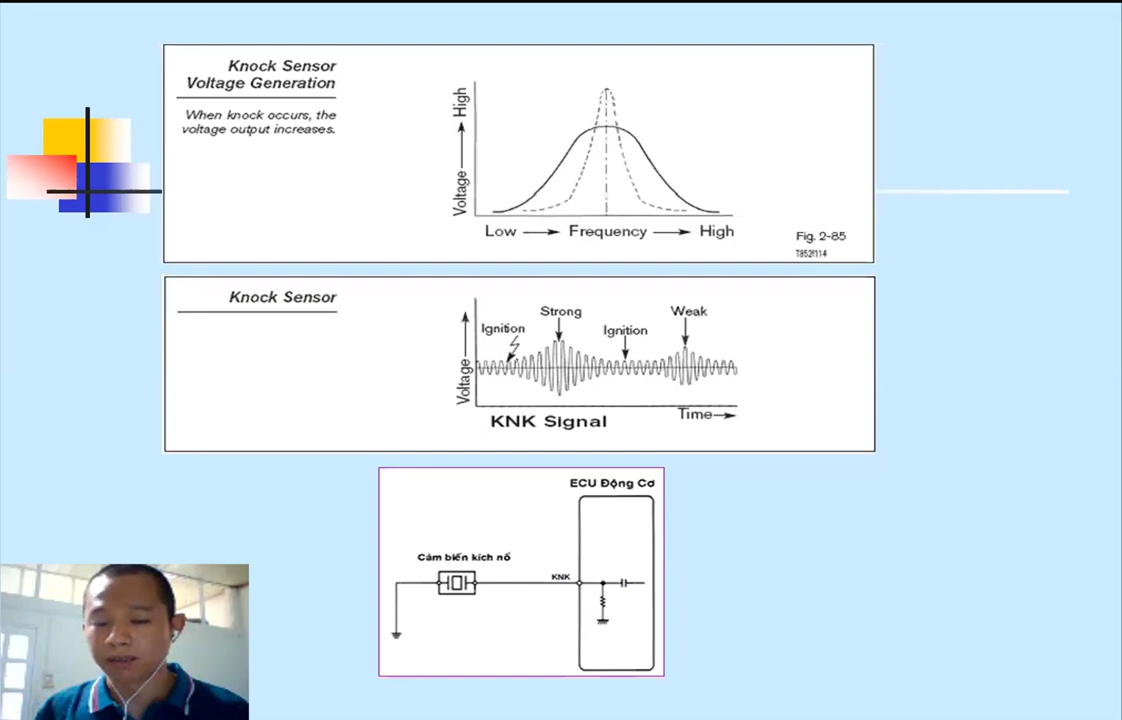 Knock Sensor
Voltage Generation
When knock occurs, the
voltage output increases.
Voltage
High
Low
Frequency
High
Fig. 2-85
T852f114
Knock Sensor
Ignition
Strong
Ignition
Weak
Voltage
Time
KNK Signal
ECU Động Cơ
Cảm biến kích nổ
KNK